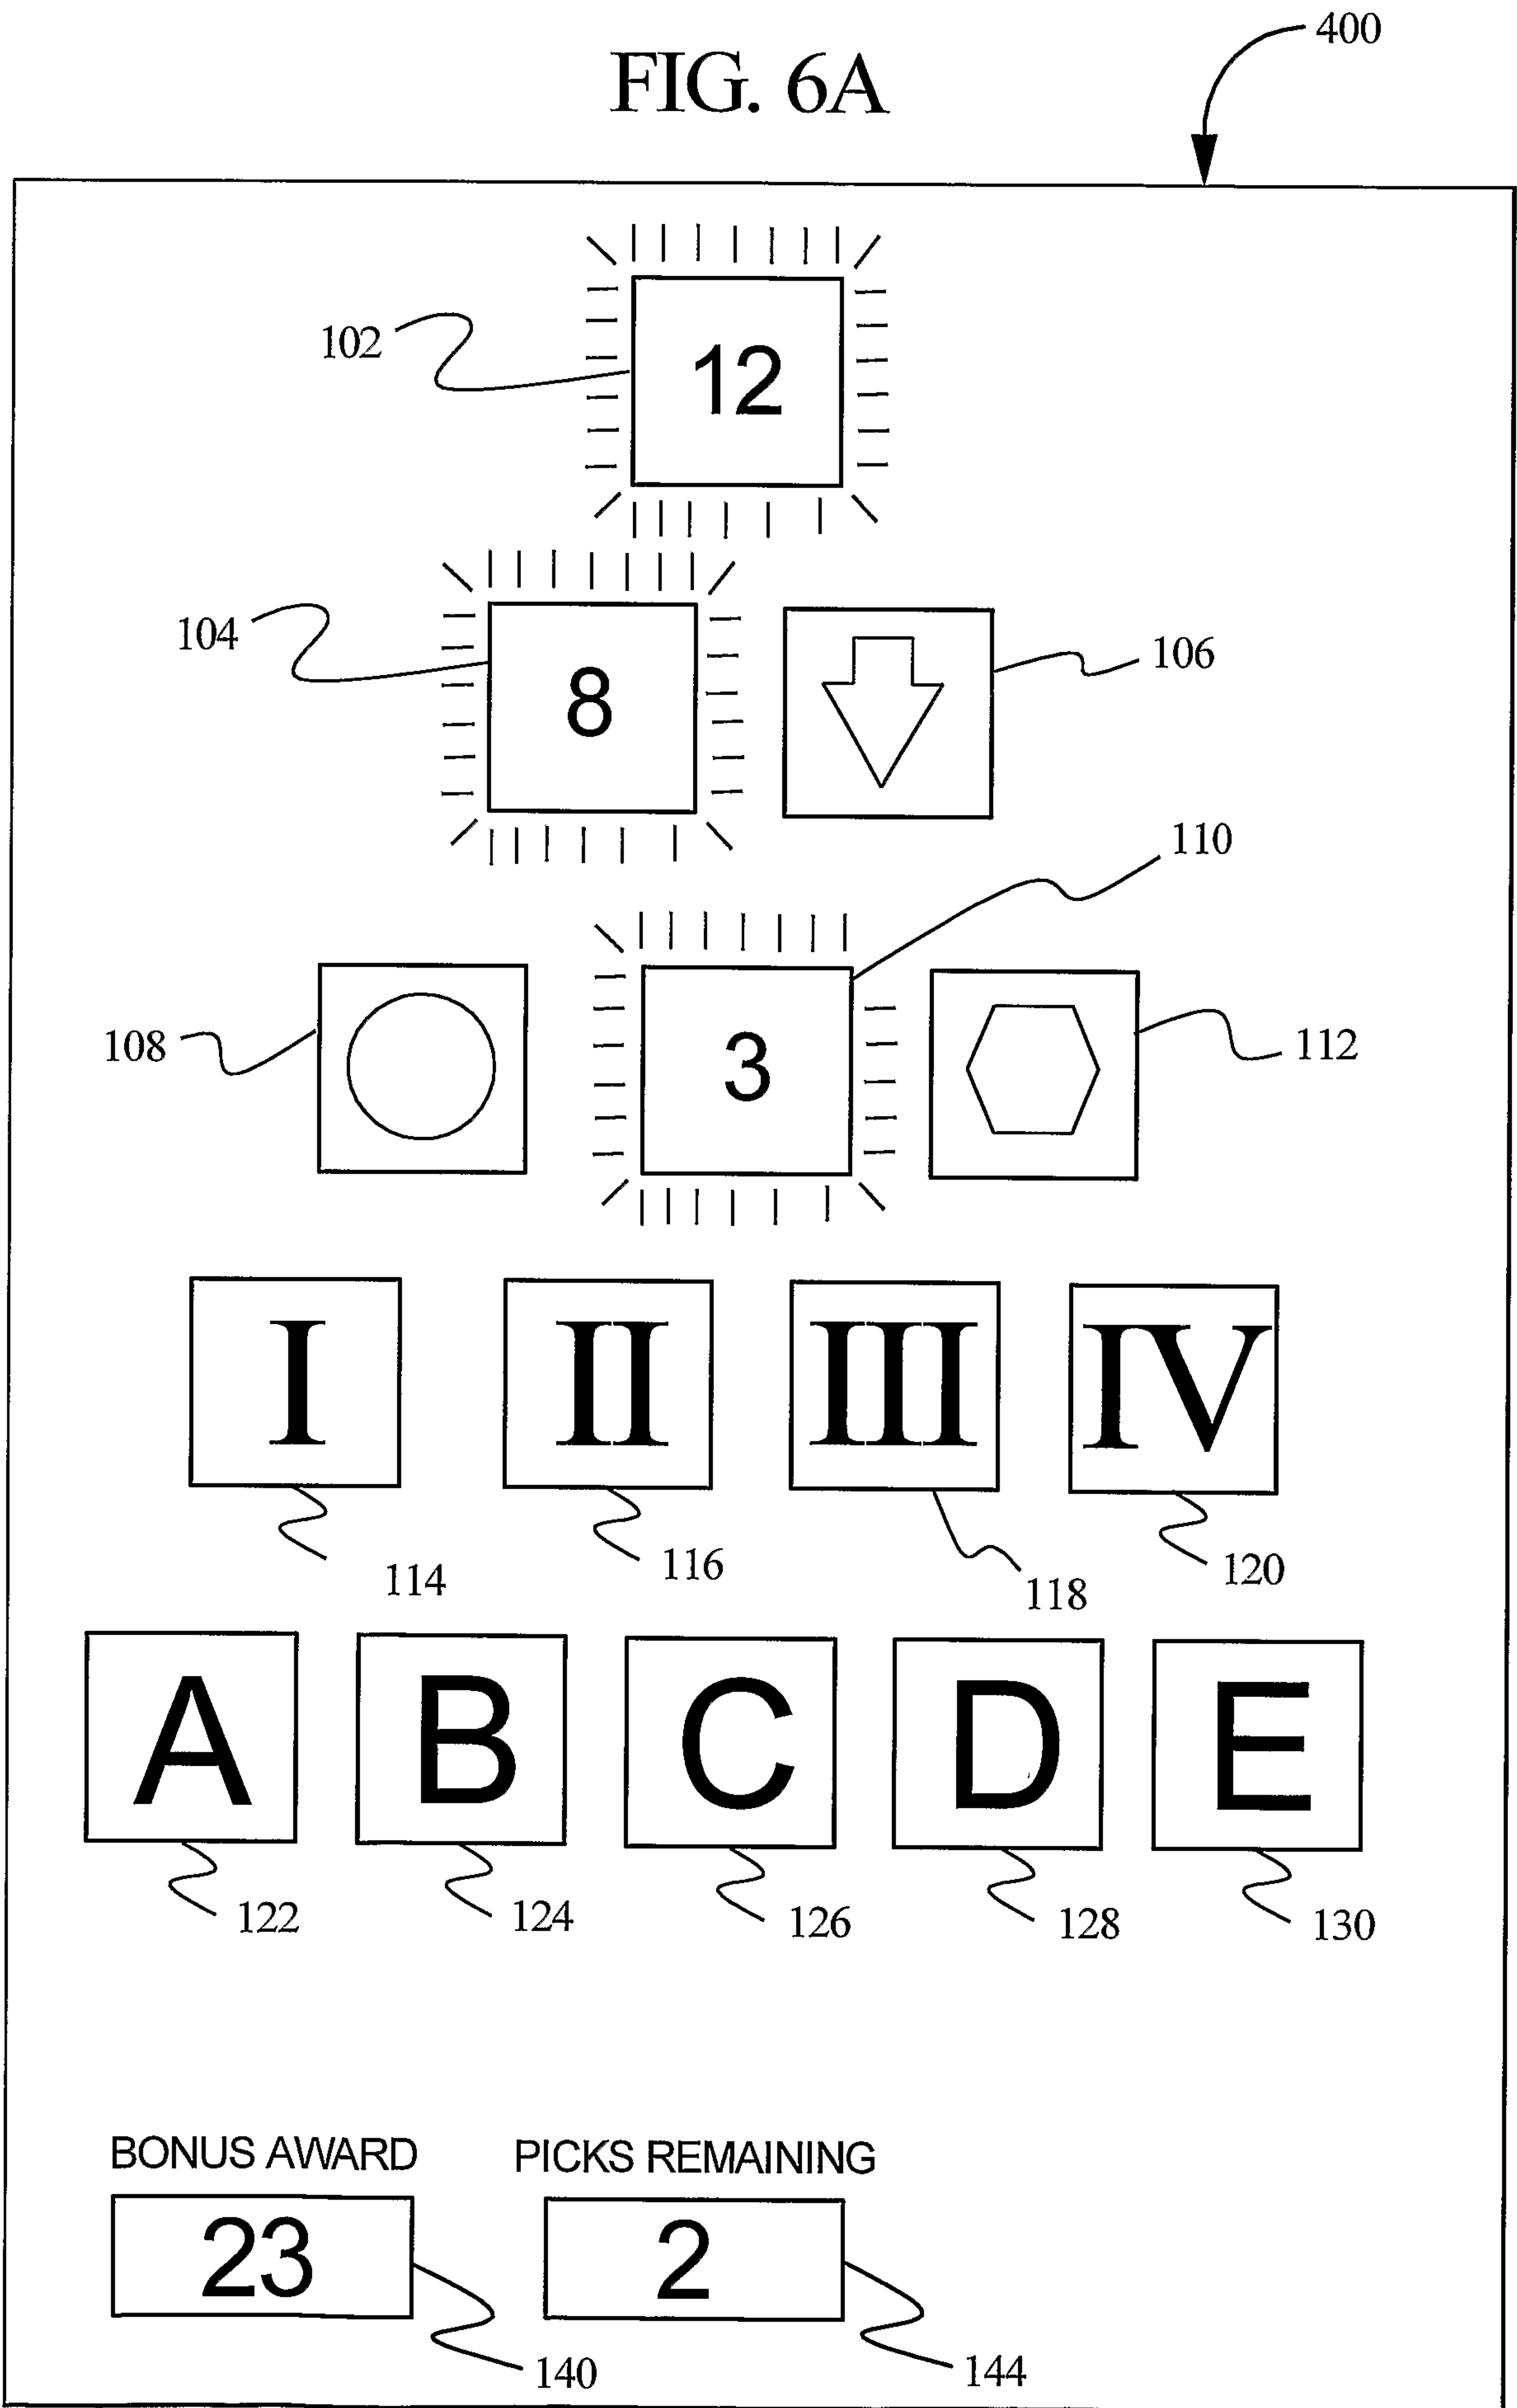 400
FIG. 6A
102
12
104
8
106
110
108
3
112
I II III IV
114 116 118 120
A B C D E
122 124 126 128 130
BONUS AWARD PICKS REMAINING
23 2
140 144